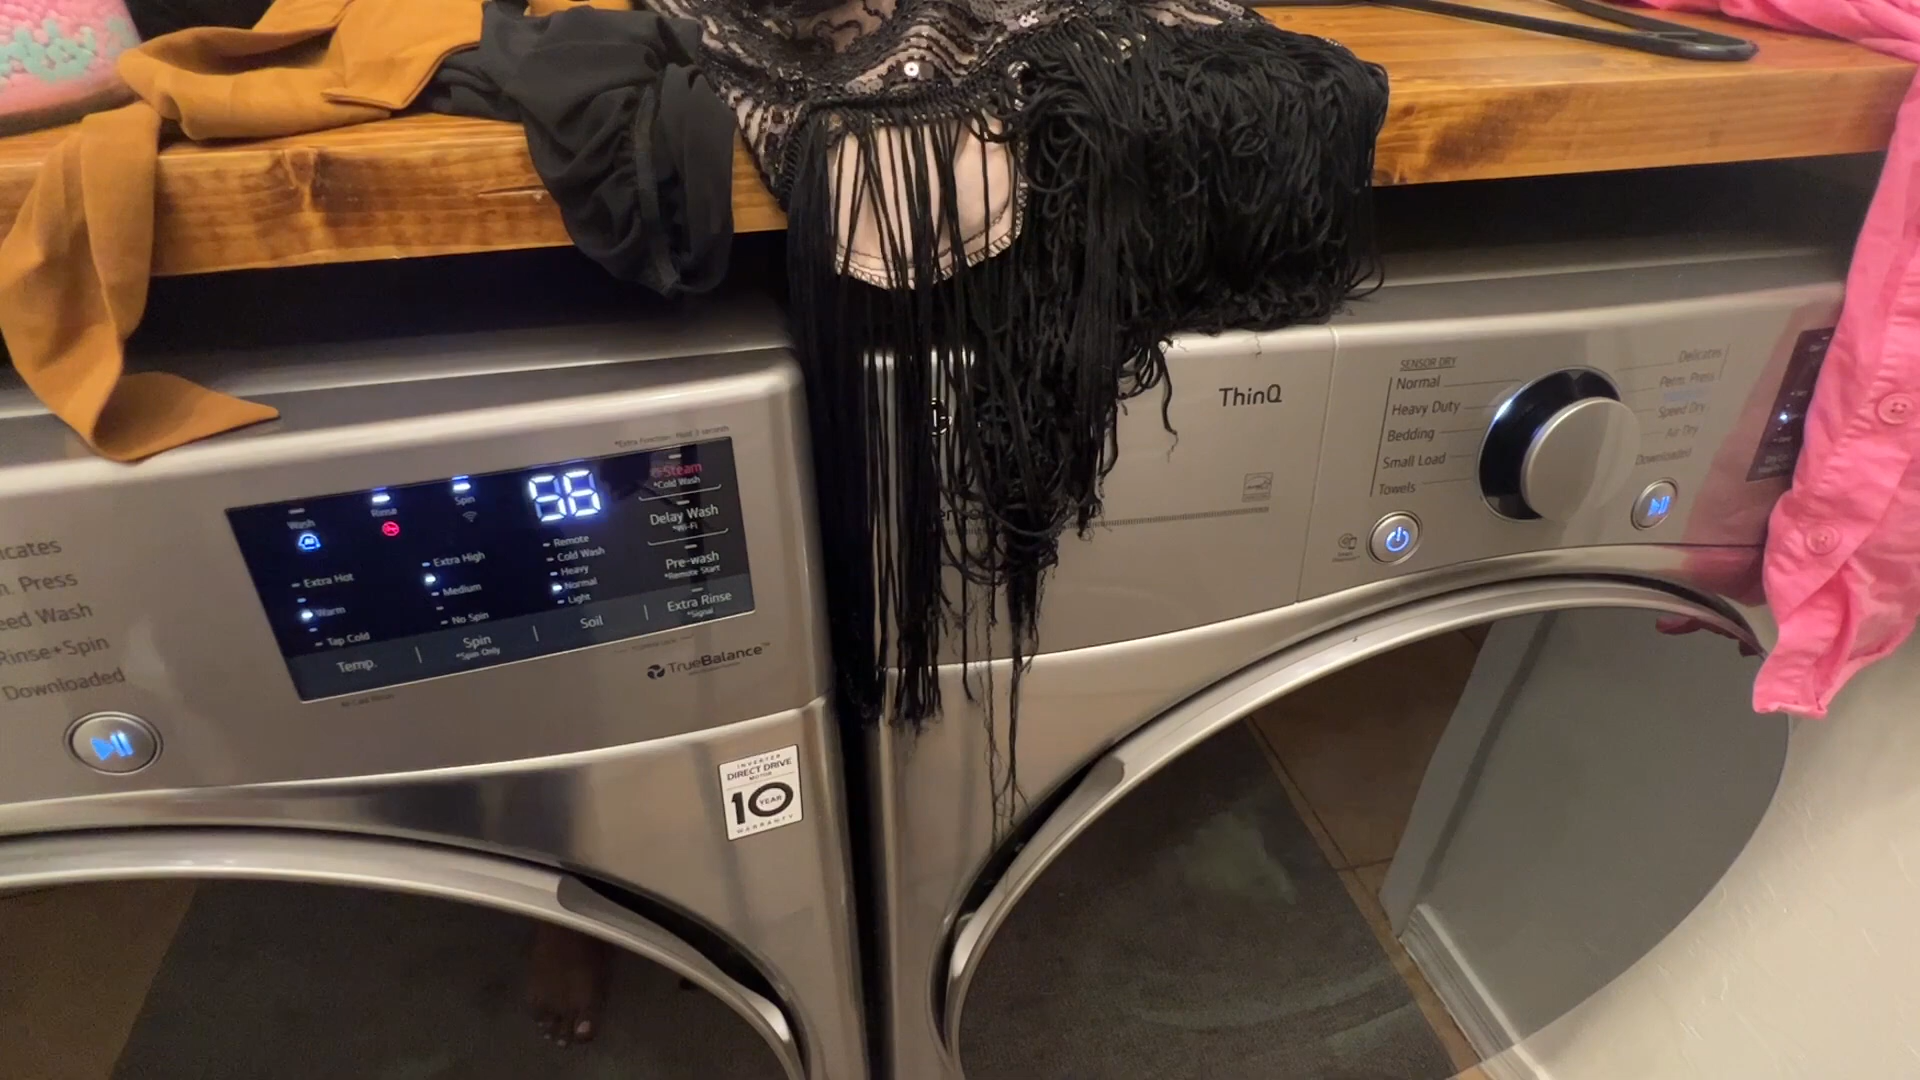 icates
m. Press
eed Wash
Rinse+Spin
Downloaded
*Extra Function: Hold 3 seconds
Wash
Rinse
Spin
56
Steam
*Cold Wash
Delay Wash
*Wi-Fi
Pre-wash
*Remote Start
Extra Rinse
*Signal
Extra Hot
Warm
Tap Cold
Temp.
Extra High
Medium
No Spin
Spin
*Spin Only
Remote
Cold Wash
Heavy
Normal
Light
Soil
TrueBalance™
INVERTER
DIRECT DRIVE
MOTOR
10 YEAR
WARRANTY
ThinQ
SENSOR DRY
Normal
Heavy Duty
Bedding
Small Load
Towels
Delicates
Perm. Press
Speed Dry
Air Dry
Downloaded